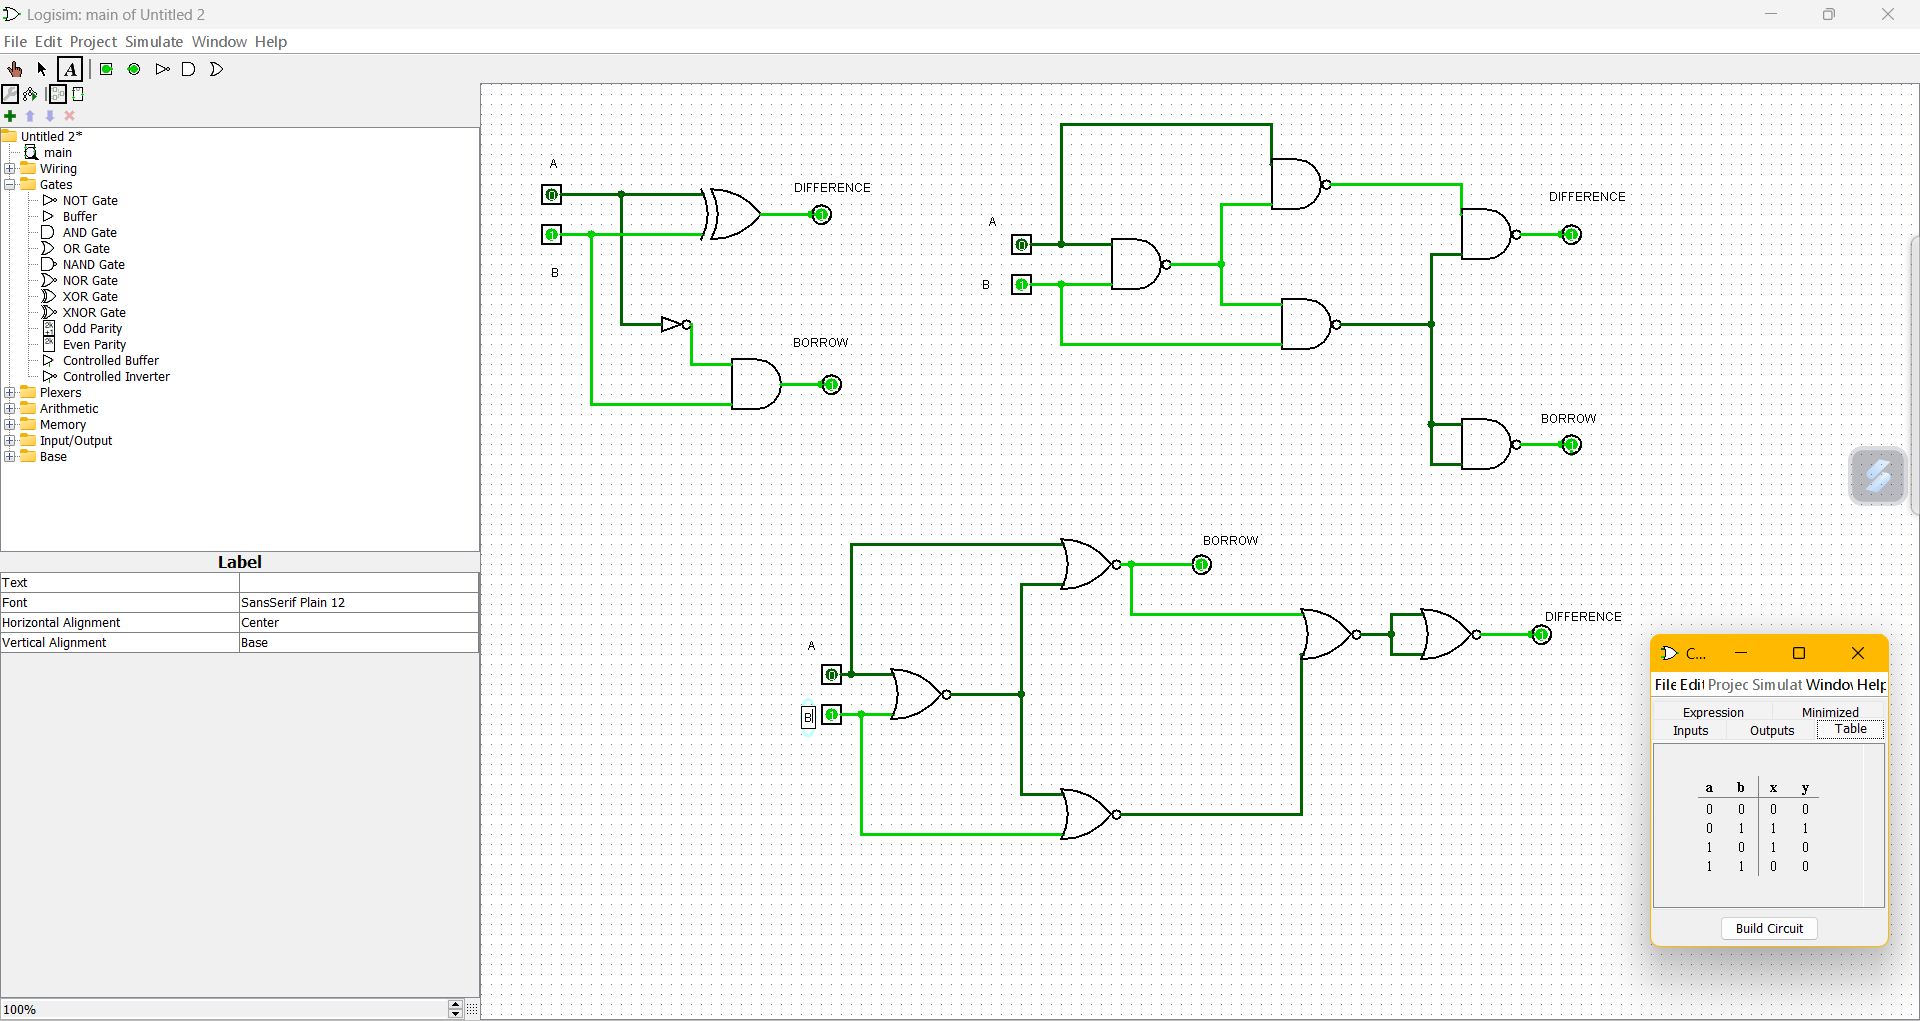 Logisim: main of Untitled 2
File Edit Project Simulate Window Help
A
Untitled 2*
main
Wiring
Gates
NOT Gate
Buffer
AND Gate
OR Gate
NAND Gate
NOR Gate
XOR Gate
XNOR Gate
Odd Parity
Even Parity
Controlled Buffer
Controlled Inverter
Plexers
Arithmetic
Memory
Input/Output
Base
Label
Text
Font SansSerif Plain 12
Horizontal Alignment Center
Vertical Alignment Base
100%
A
0
DIFFERENCE
1
1
B
BORROW
1
A
0
B
1
DIFFERENCE
1
BORROW
1
BORROW
1
A
0
B
1
DIFFERENCE
1
C...
File Edit Projec Simulat Window Help
Expression Minimized
Inputs Outputs Table
a b x y
0 0 0 0
0 1 1 1
1 0 1 0
1 1 0 0
Build Circuit